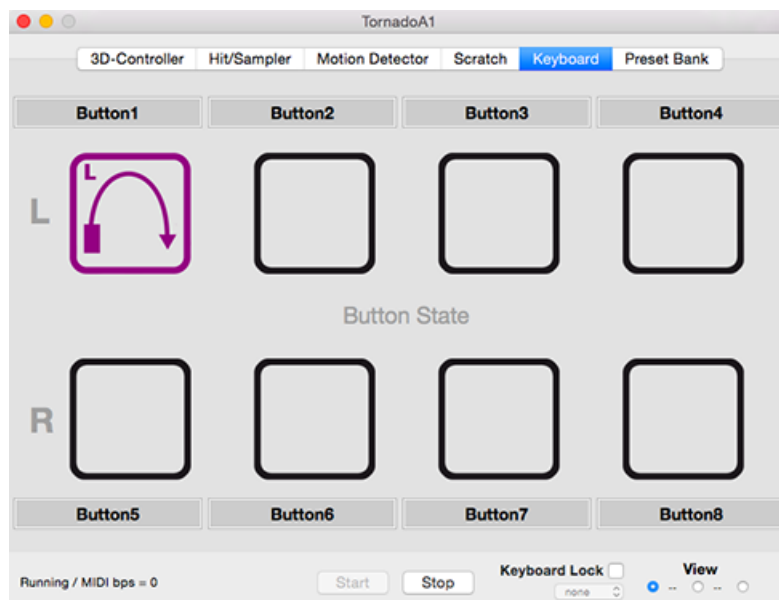 TornadoA1
3D-Controller Hit/Sampler Motion Detector Scratch Keyboard Preset Bank
Button1 Button2 Button3 Button4
L
L
Button State
R
Button5 Button6 Button7 Button8
Keyboard Lock View
Running / MIDI bps = 0 Start Stop
none -- --